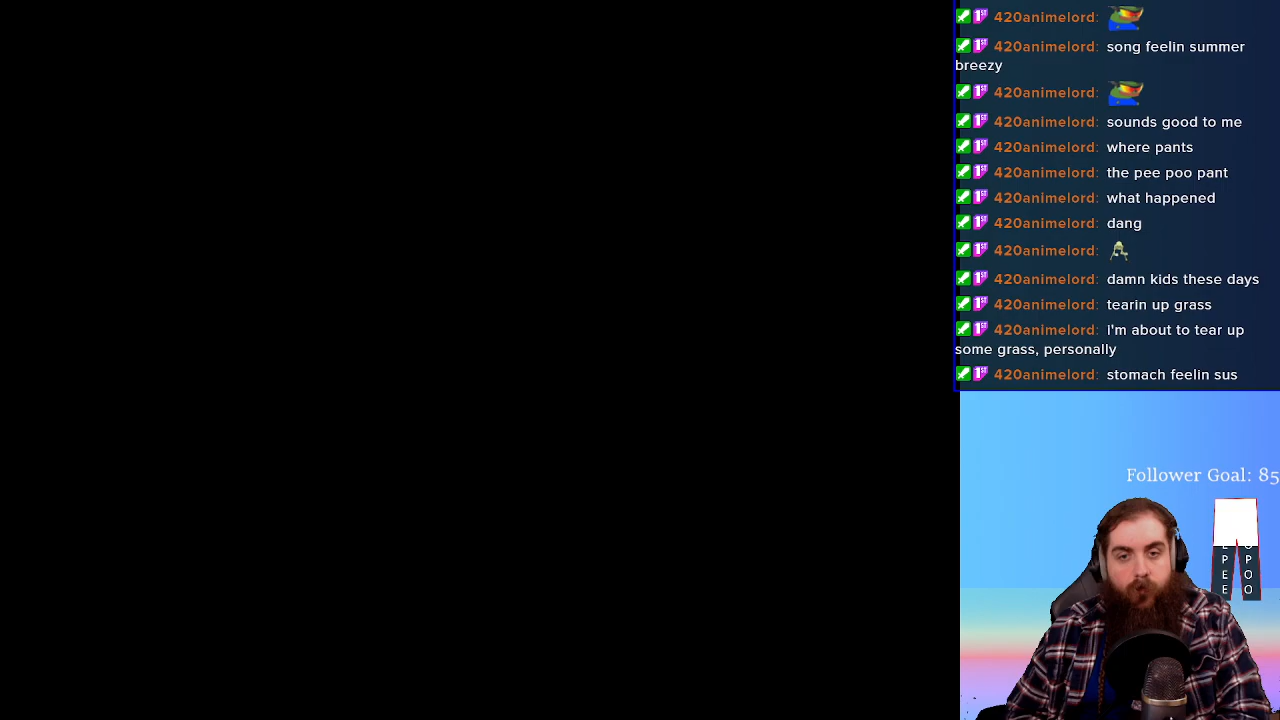 420animelord:
420animelord: song feelin summer
breezy
420animelord:
420animelord: sounds good to me
420animelord: where pants
420animelord: the pee poo pant
420animelord: what happened
420animelord: dang
420animelord:
420animelord: damn kids these days
420animelord: tearin up grass
420animelord: i'm about to tear up
some grass, personally
420animelord: stomach feelin sus
Follower Goal: 85
P P
E O
E O